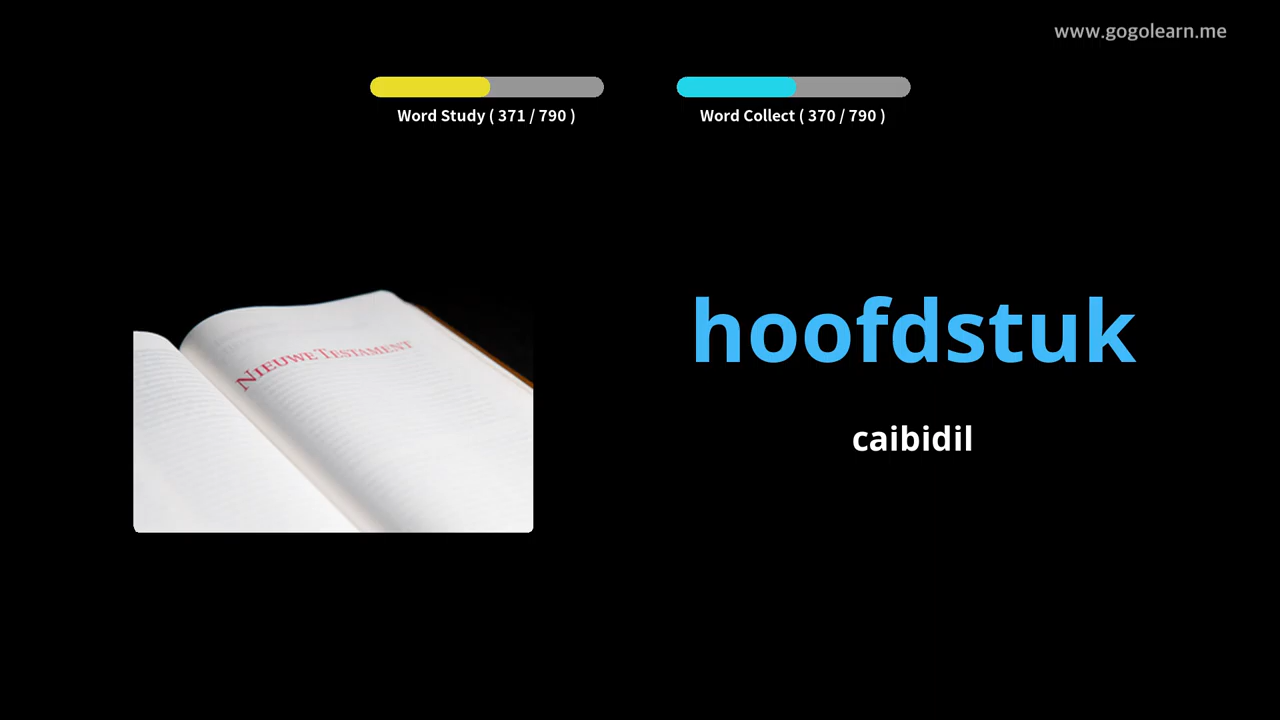 www.gogolearn.me
Word Study ( 371 / 790 )
Word Collect ( 370 / 790 )
NIEUWE TESTAMENT
hoofdstuk
caibidil